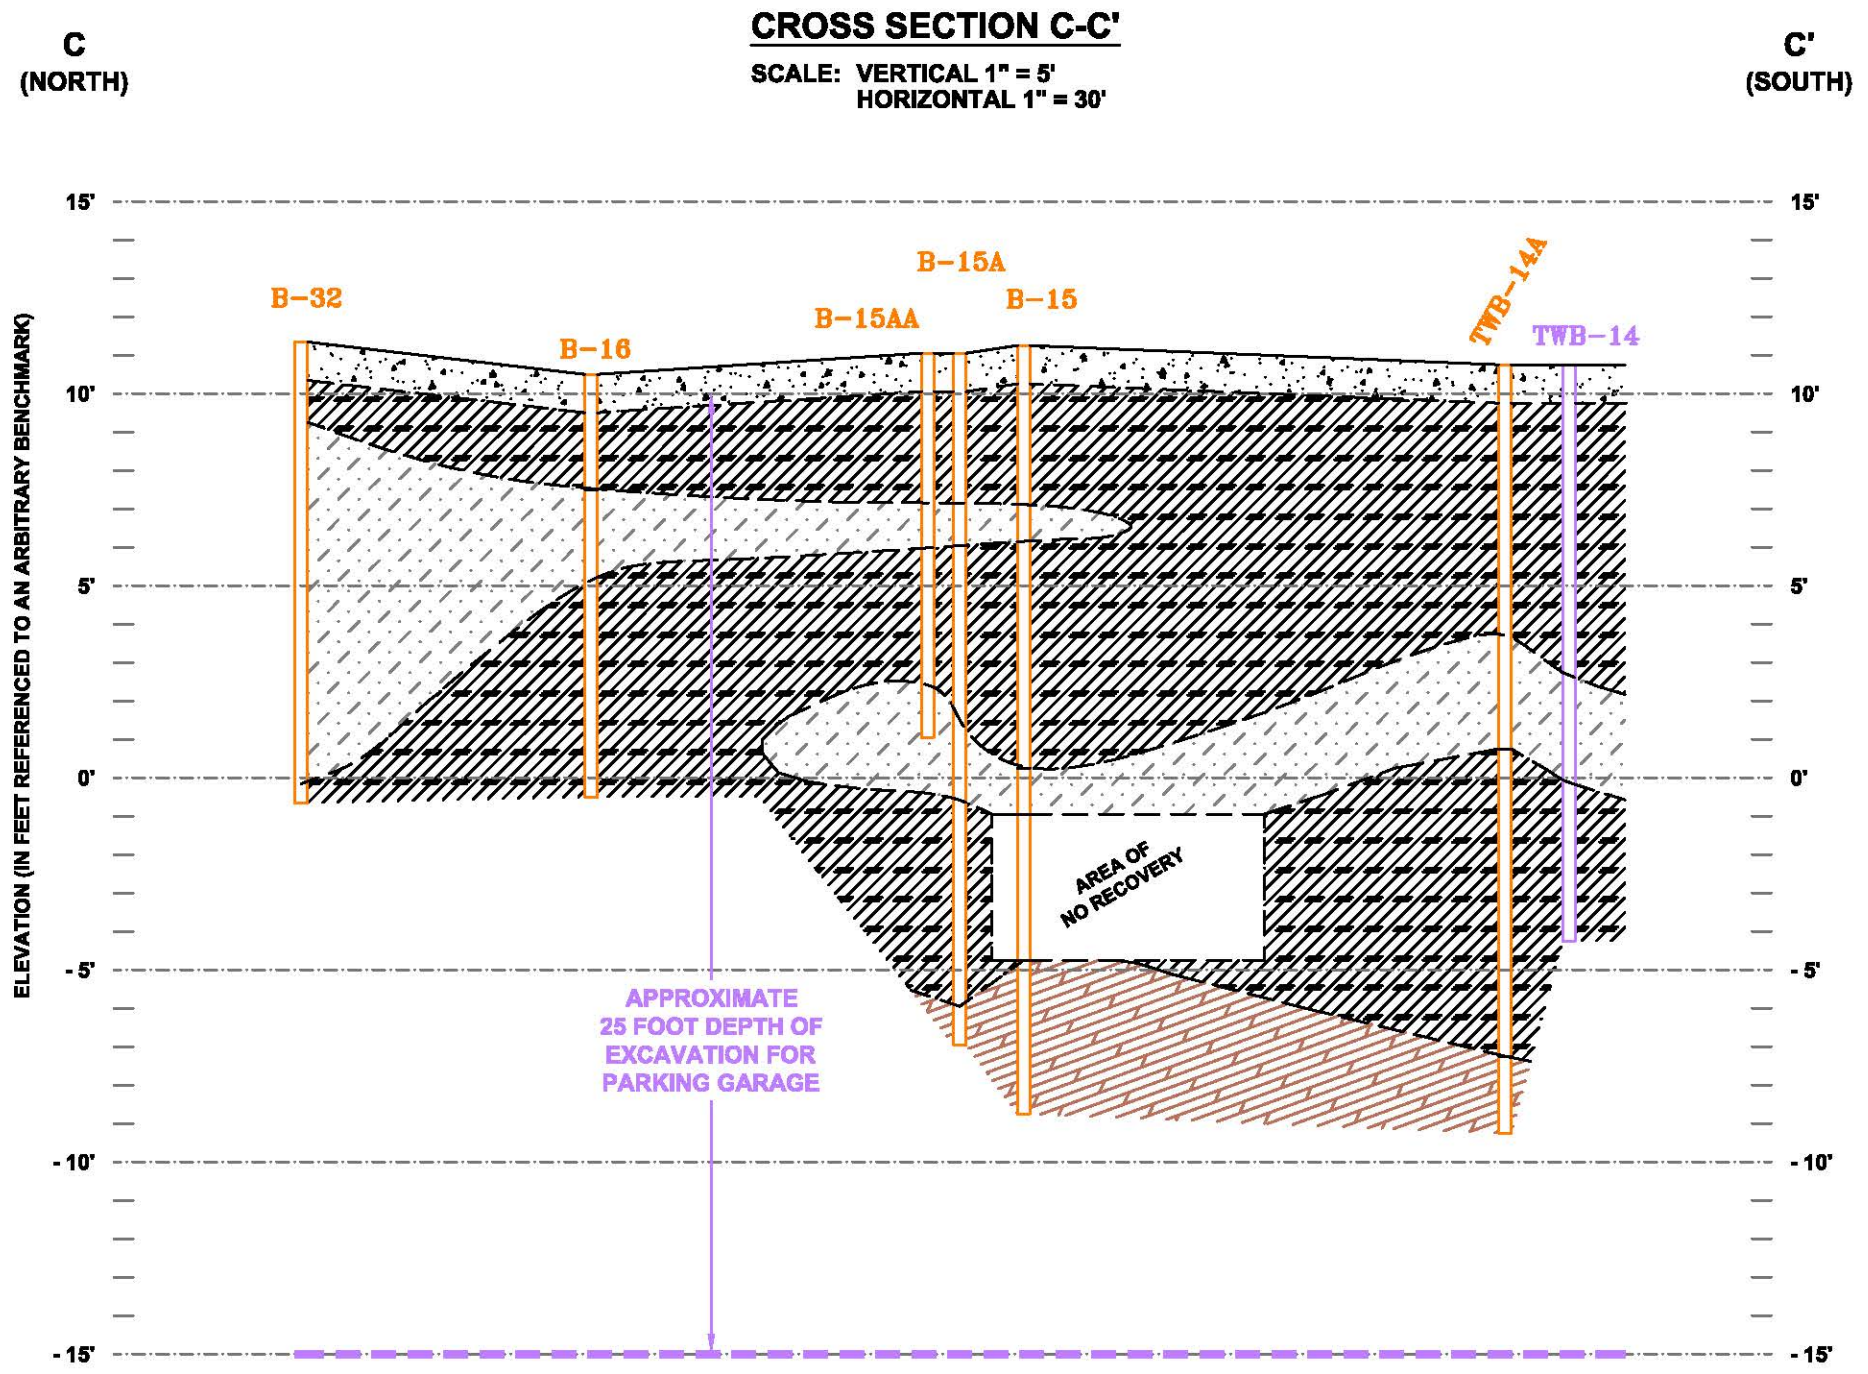 CROSS SECTION C-C'
C
(NORTH)
C'
(SOUTH)
SCALE: VERTICAL 1" = 5'
HORIZONTAL 1" = 30'
ELEVATION (IN FEET REFERENCED TO AN ARBITRARY BENCHMARK)
15'
15'
B-32
B-16
B-15AA
B-15A
B-15
TWB-14A
TWB-14
10'
10'
5'
5'
0'
0'
AREA OF
NO RECOVERY
- 5'
- 5'
APPROXIMATE
25 FOOT DEPTH OF
EXCAVATION FOR
PARKING GARAGE
- 10'
- 10'
- 15'
- 15'